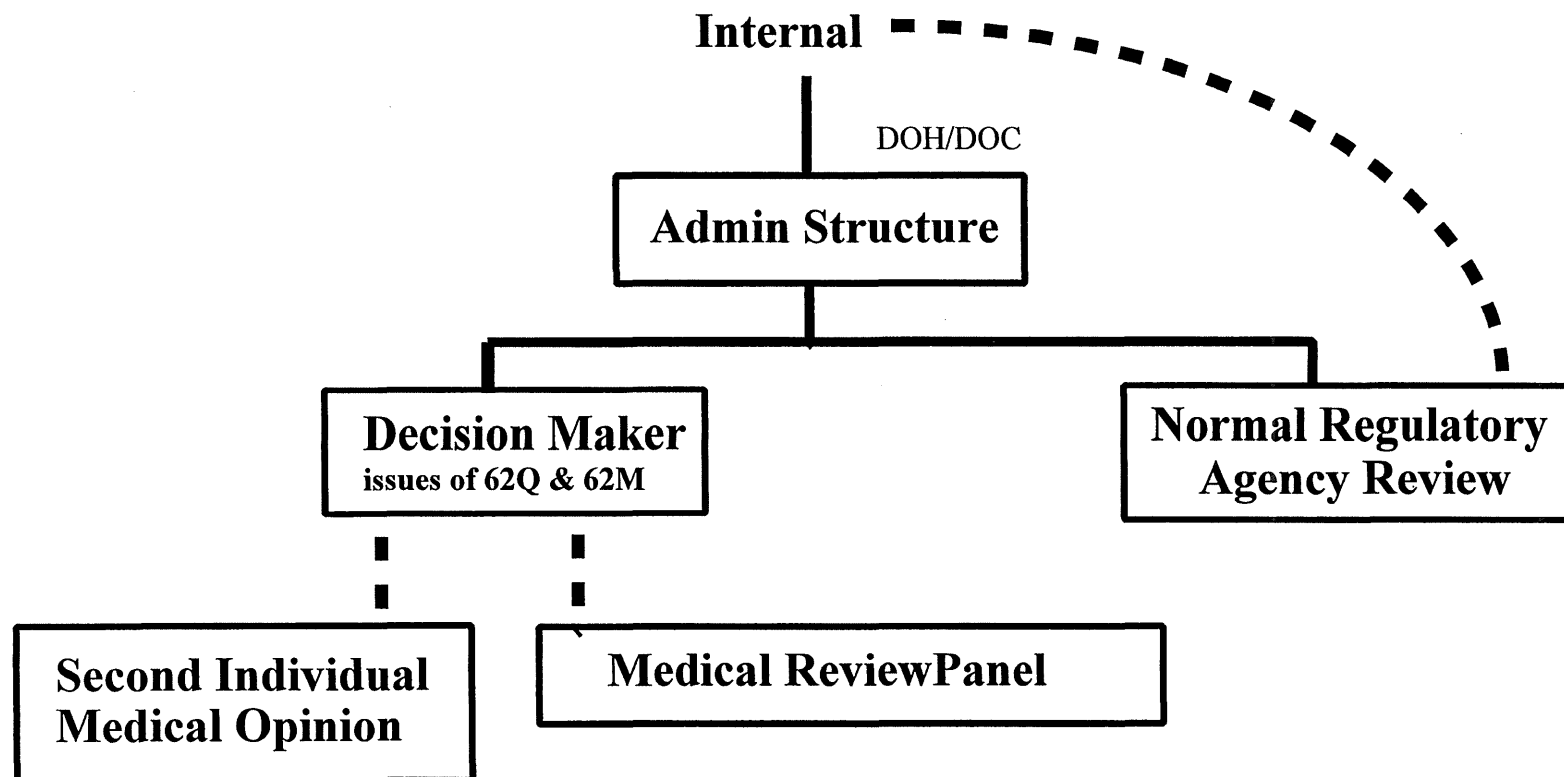 Internal
DOH/DOC
Admin Structure
Decision Maker
issues of 62Q & 62M
Normal Regulatory
Agency Review
Second Individual
Medical Opinion
Medical ReviewPanel